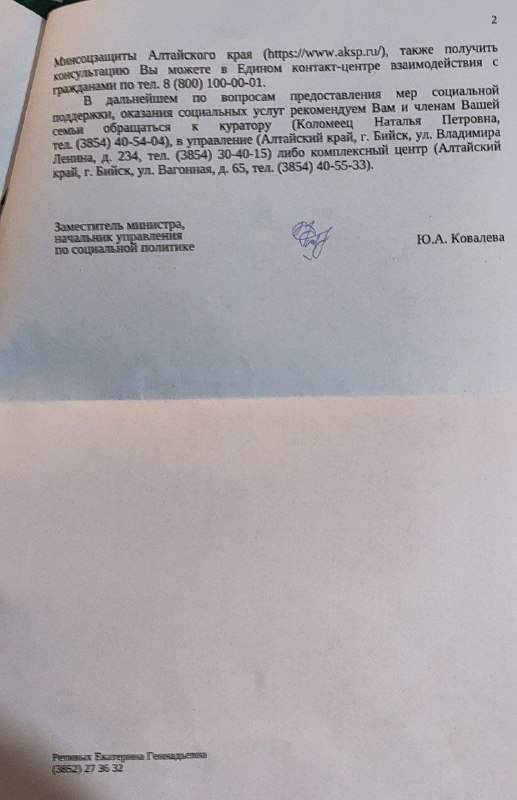 2
Минсоцзащиты Алтайского края (https://www.aksp.ru/), также получить
консультацию Вы можете в Едином контакт-центре взаимодействия с
гражданами по тел. 8 (800) 100-00-01.
В дальнейшем по вопросам предоставления мер социальной
поддержки, оказания социальных услуг рекомендуем Вам и членам Вашей
семьи обращаться к куратору (Коломеец Наталья Петровна,
тел. (3854) 40-54-04), в управление (Алтайский край, г. Бийск, ул. Владимира
Ленина, д. 234, тел. (3854) 30-40-15) либо комплексный центр (Алтайский
край, г. Бийск, ул. Вагонная, д. 65, тел. (3854) 40-55-33).
Заместитель министра,
начальник управления
по социальной политике
Ю.А. Ковалева
Ретивых Екатерина Геннадьевна
(3852) 27 36 32